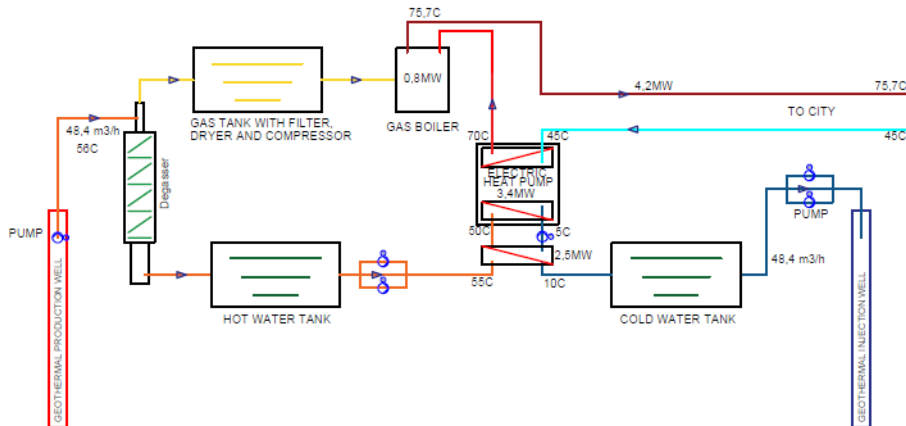 75,7C
0,8MW
4,2MW
75,7C
GAS TANK WITH FILTER,
DRYER AND COMPRESSOR
GAS BOILER
TO CITY
48,4 m3/h
56C
70C
45C
45C
Degasser
ELECTRIC
HEAT PUMP
3,4MW
PUMP
50C
5C
PUMP
2,5MW
55C
10C
48,4 m3/h
HOT WATER TANK
COLD WATER TANK
GEOTHERMAL PRODUCTION WELL
GEOTHERMAL INJECTION WELL